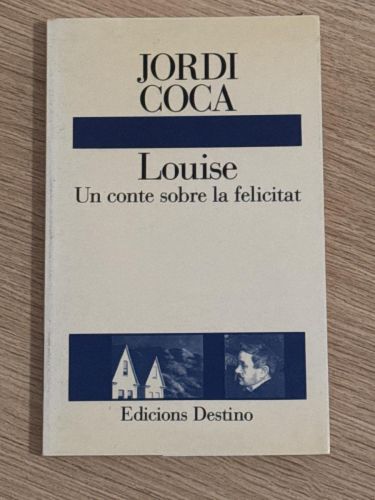 JORDI
COCA
Louise
Un conte sobre la felicitat
Edicions Destino